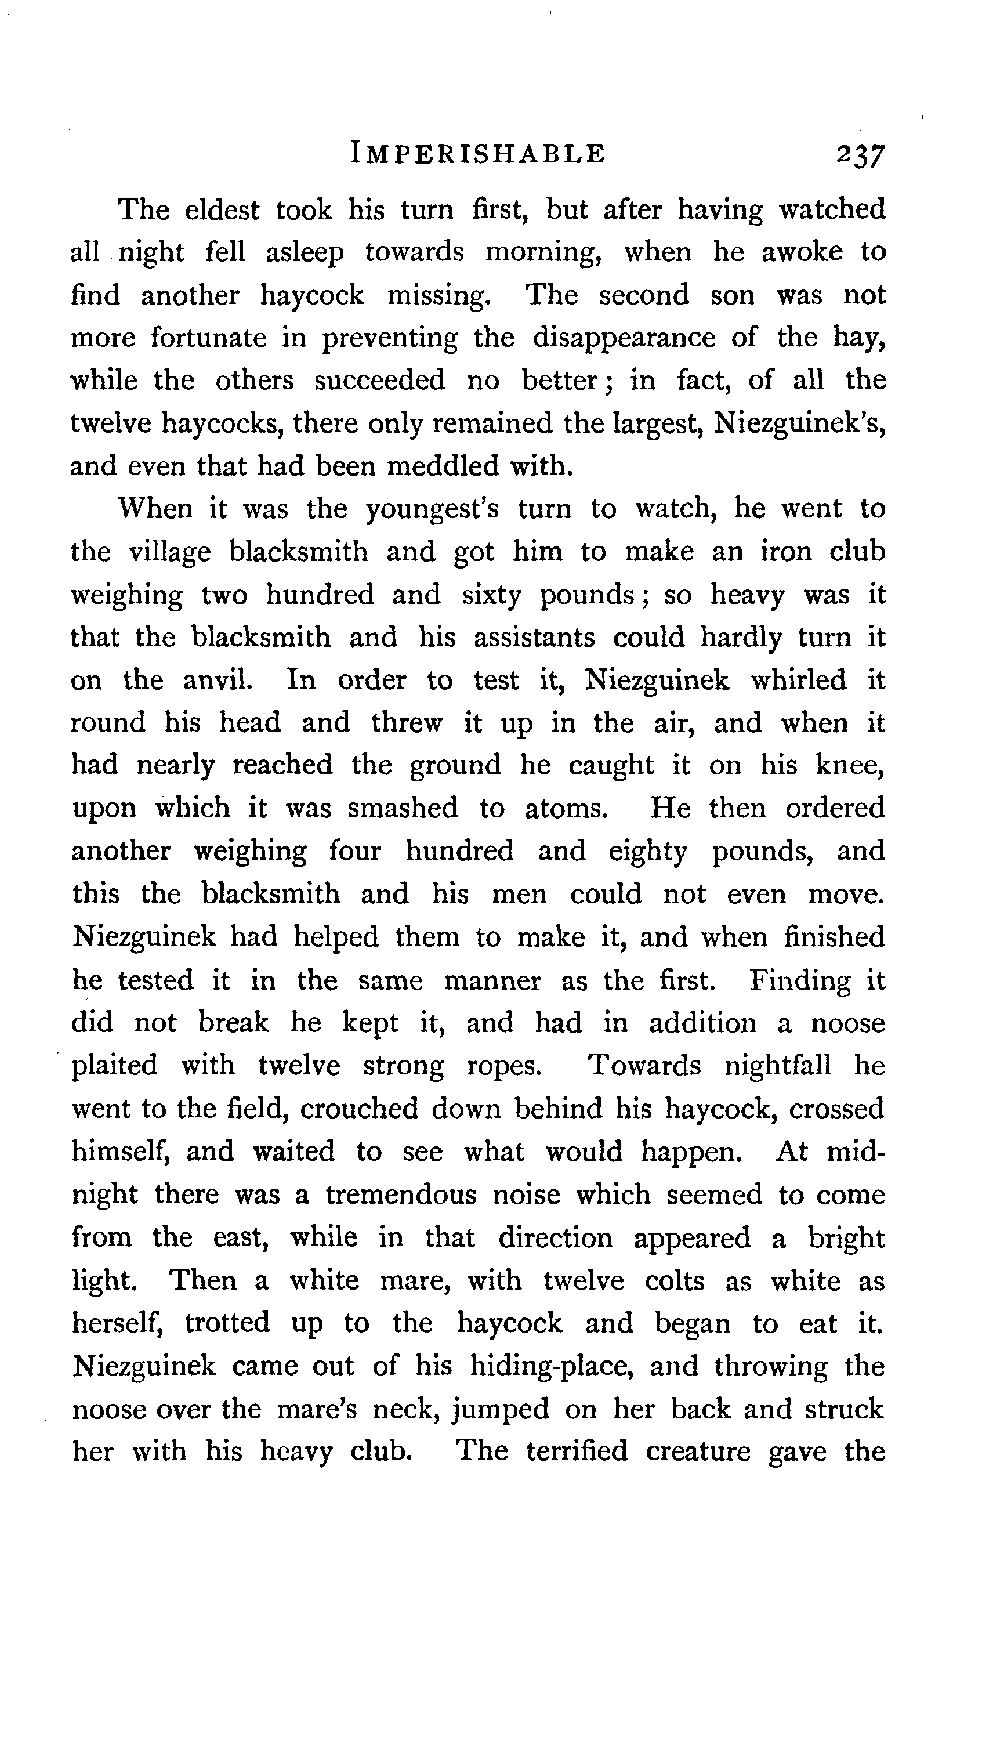 IMPERISHABLE 237
The eldest took his turn first, but after having watched
all night fell asleep towards morning, when he awoke to
find another haycock missing. The second son was not
more fortunate in preventing the disappearance of the hay,
while the others succeeded no better; in fact, of all the
twelve haycocks, there only remained the largest, Niezguinek's,
and even that had been meddled with.
When it was the youngest's turn to watch, he went to
the village blacksmith and got him to make an iron club
weighing two hundred and sixty pounds; so heavy was it
that the blacksmith and his assistants could hardly turn it
on the anvil. In order to test it, Niezguinek whirled it
round his head and threw it up in the air, and when it
had nearly reached the ground he caught it on his knee,
upon which it was smashed to atoms. He then ordered
another weighing four hundred and eighty pounds, and
this the blacksmith and his men could not even move.
Niezguinek had helped them to make it, and when finished
he tested it in the same manner as the first. Finding it
did not break he kept it, and had in addition a noose
plaited with twelve strong ropes. Towards nightfall he
went to the field, crouched down behind his haycock, crossed
himself, and waited to see what would happen. At mid-
night there was a tremendous noise which seemed to come
from the east, while in that direction appeared a bright
light. Then a white mare, with twelve colts as white as
herself, trotted up to the haycock and began to eat it.
Niezguinek came out of his hiding-place, and throwing the
noose over the mare's neck, jumped on her back and struck
her with his heavy club. The terrified creature gave the